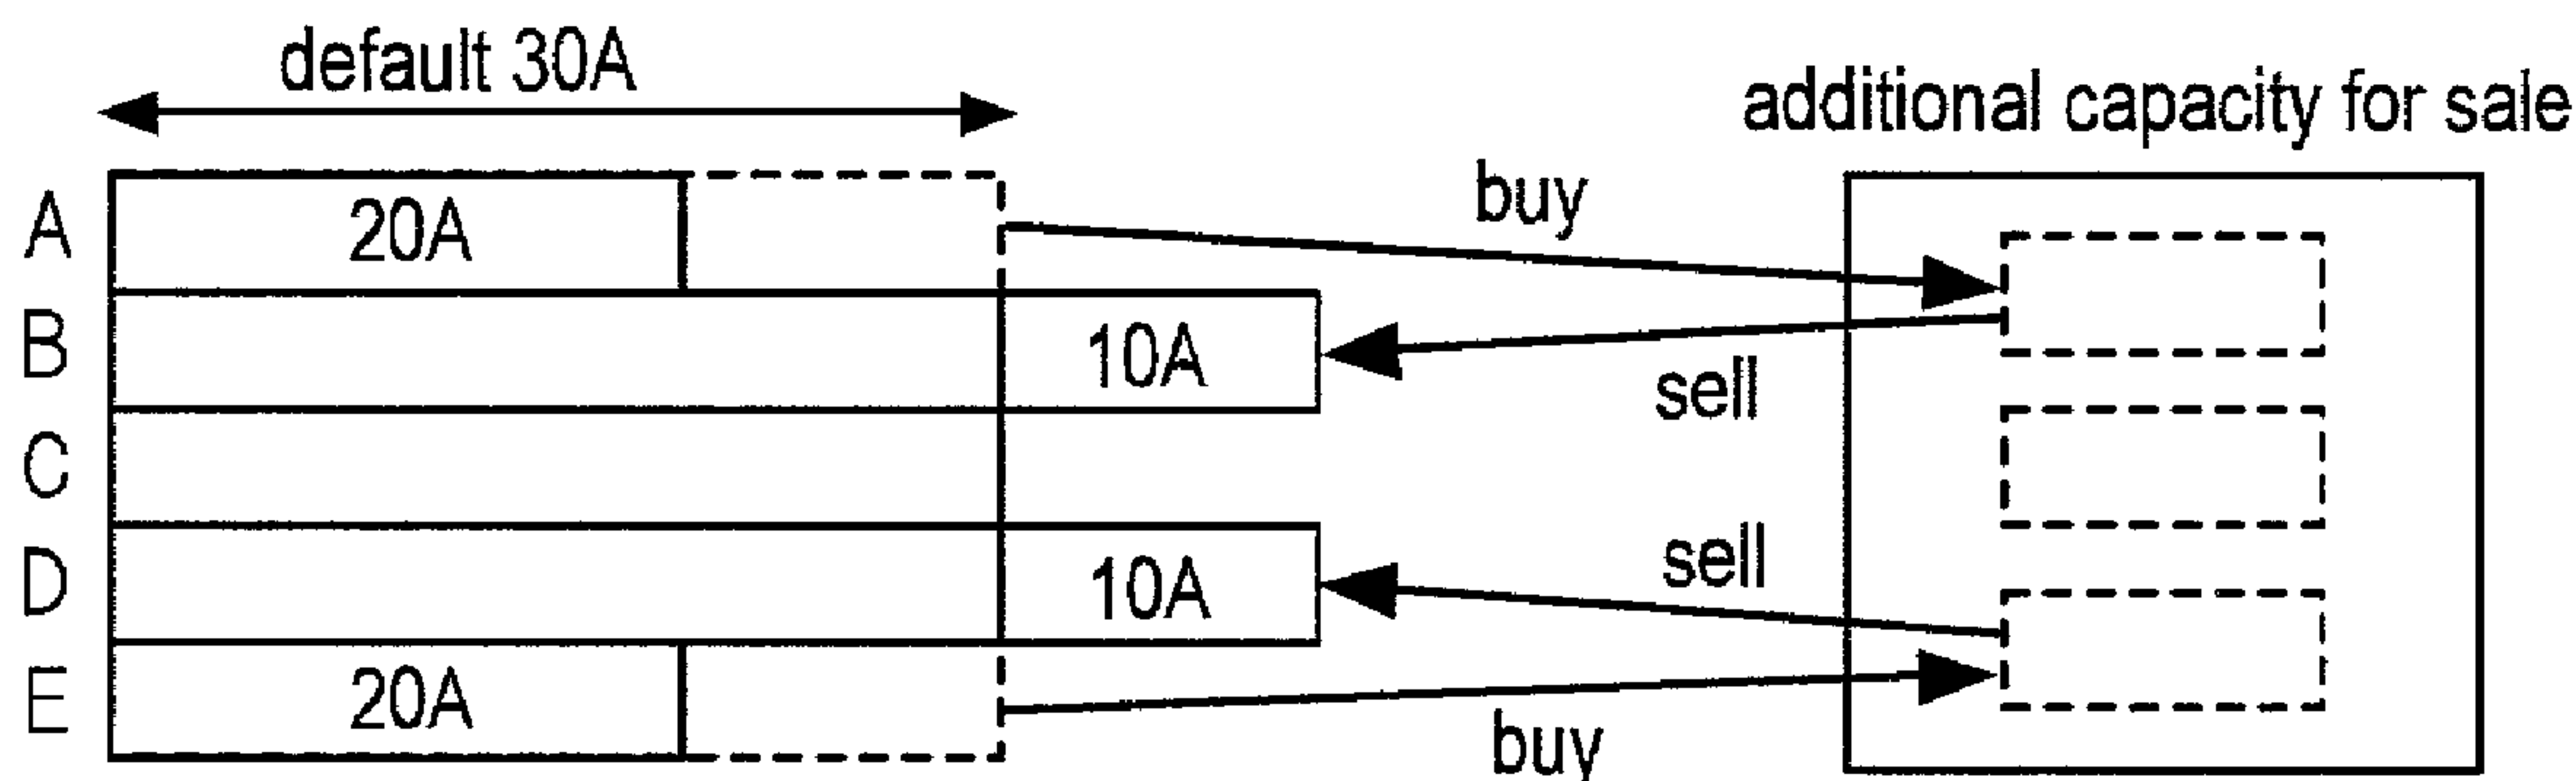 default 30A
additional capacity for sale
A
20A
buy
B
10A
sell
C
D
10A
sell
E
20A
buy